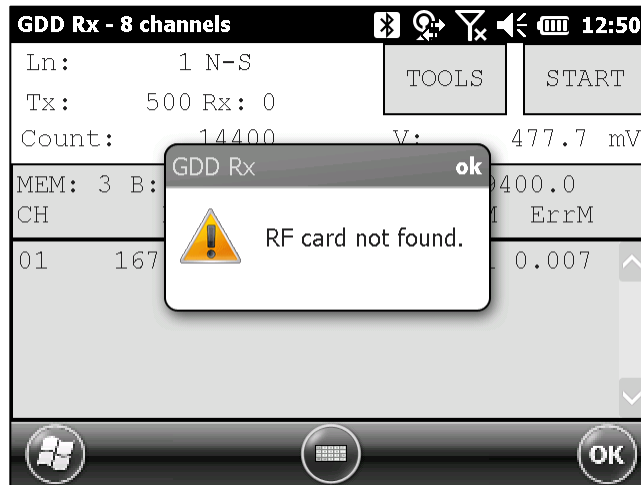 GDD Rx - 8 channels 12:50
Ln: 1 N-S TOOLS START
Tx: 500 Rx: 0
Count: 14400 V: 477.7 mV
GDD Rx ok
MEM: 3 B: 9400.0
CH ErrM
RF card not found.
01 167 0.007
OK